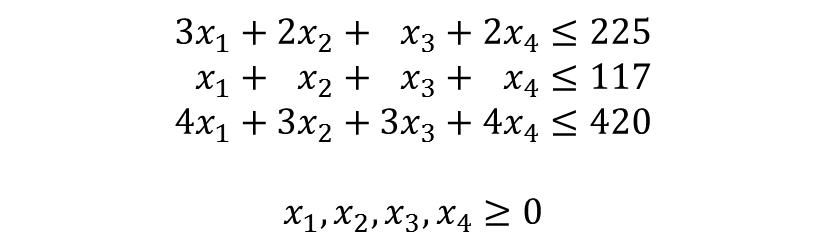 3x₁ + 2x₂ + x₃ + 2x₄ ≤ 225
x₁ + x₂ + x₃ + x₄ ≤ 117
4x₁ + 3x₂ + 3x₃ + 4x₄ ≤ 420
x₁, x₂, x₃, x₄ ≥ 0